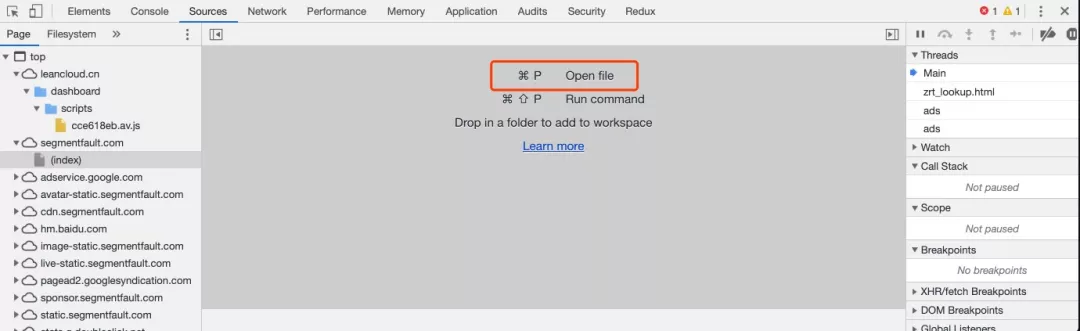 Elements Console Sources Network Performance Memory Application Audits Security Redux 1 1
Page Filesystem »
top
leancloud.cn
dashboard
scripts
cce618eb.av.js
segmentfault.com
(index)
adservice.google.com
avatar-static.segmentfault.com
cdn.segmentfault.com
hm.baidu.com
image-static.segmentfault.com
live-static.segmentfault.com
pagead2.googlesyndication.com
sponsor.segmentfault.com
static.segmentfault.com
⌘ P Open file
⌘ ⇧ P Run command
Drop in a folder to add to workspace
Learn more
Threads
Main
zrt_lookup.html
ads
ads
Watch
Call Stack
Not paused
Scope
Not paused
Breakpoints
No breakpoints
XHR/fetch Breakpoints
DOM Breakpoints
Global Listeners